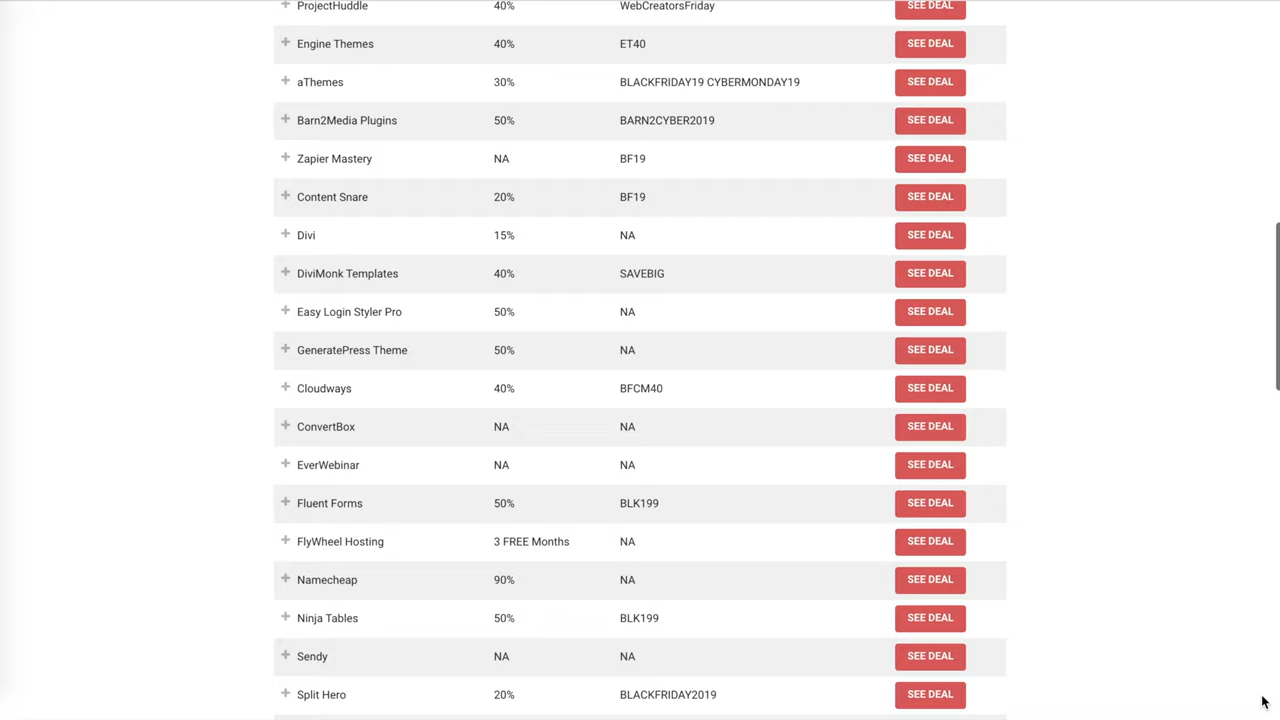 ProjectHuddle 40% WebCreatorsFriday SEE DEAL
Engine Themes 40% ET40 SEE DEAL
aThemes 30% BLACKFRIDAY19 CYBERMONDAY19 SEE DEAL
Barn2Media Plugins 50% BARN2CYBER2019 SEE DEAL
Zapier Mastery NA BF19 SEE DEAL
Content Snare 20% BF19 SEE DEAL
Divi 15% NA SEE DEAL
DiviMonk Templates 40% SAVEBIG SEE DEAL
Easy Login Styler Pro 50% NA SEE DEAL
GeneratePress Theme 50% NA SEE DEAL
Cloudways 40% BFCM40 SEE DEAL
ConvertBox NA NA SEE DEAL
EverWebinar NA NA SEE DEAL
Fluent Forms 50% BLK199 SEE DEAL
FlyWheel Hosting 3 FREE Months NA SEE DEAL
Namecheap 90% NA SEE DEAL
Ninja Tables 50% BLK199 SEE DEAL
Sendy NA NA SEE DEAL
Split Hero 20% BLACKFRIDAY2019 SEE DEAL